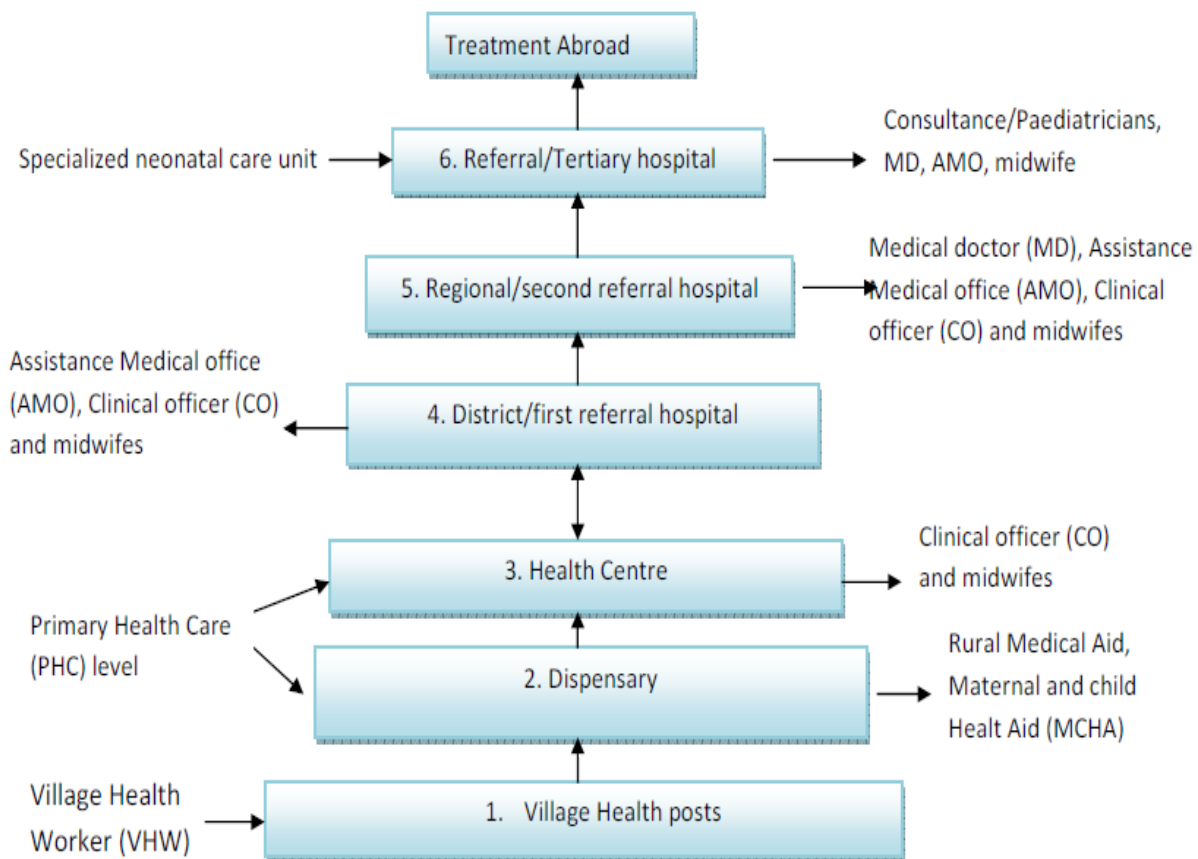 Treatment Abroad
Specialized neonatal care unit
6. Referral/Tertiary hospital
Consultance/Paediatricians,
MD, AMO, midwife
5. Regional/second referral hospital
Medical doctor (MD), Assistance
Medical office (AMO), Clinical
officer (CO) and midwifes
Assistance Medical office
(AMO), Clinical officer (CO)
and midwifes
4. District/first referral hospital
3. Health Centre
Clinical officer (CO)
and midwifes
Primary Health Care
(PHC) level
2. Dispensary
Rural Medical Aid,
Maternal and child
Healt Aid (MCHA)
Village Health
Worker (VHW)
1. Village Health posts